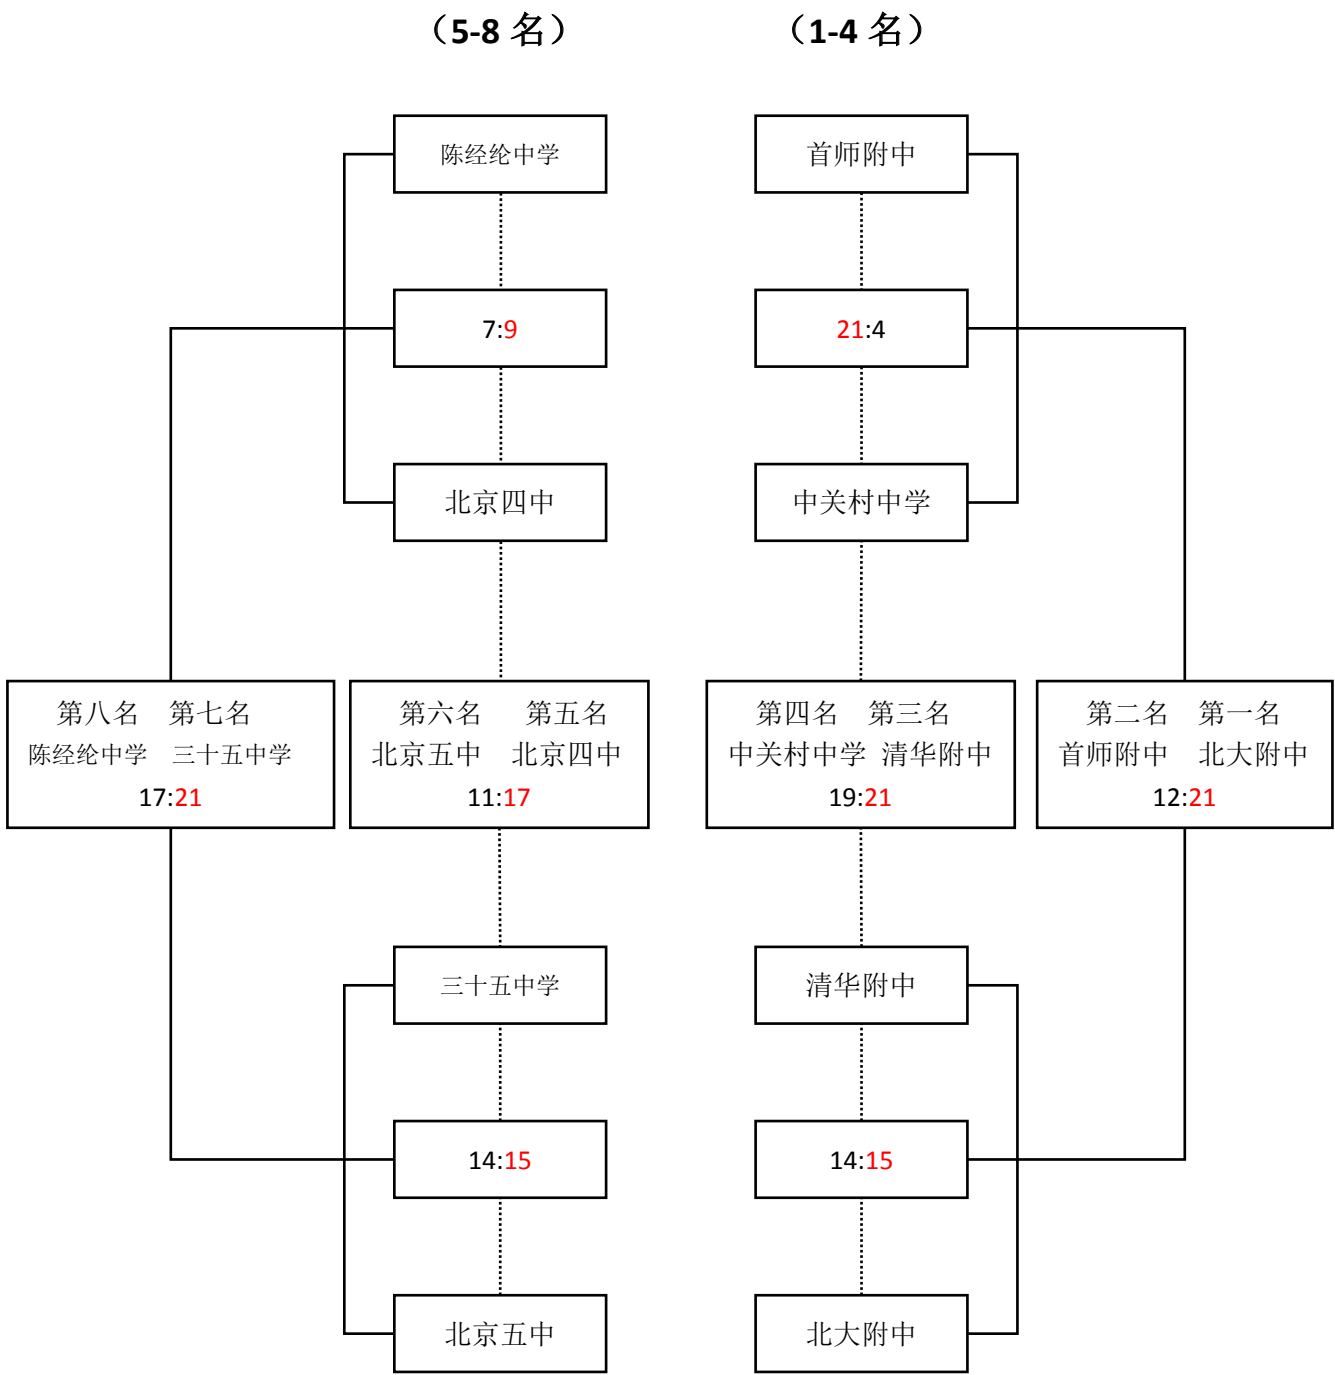 （5-8 名）
（1-4 名）
陈经纶中学
首师附中
7:9
21:4
北京四中
中关村中学
第八名 第七名
陈经纶中学 三十五中学
17:21
第六名 第五名
北京五中 北京四中
11:17
第四名 第三名
中关村中学 清华附中
19:21
第二名 第一名
首师附中 北大附中
12:21
三十五中学
清华附中
14:15
14:15
北京五中
北大附中